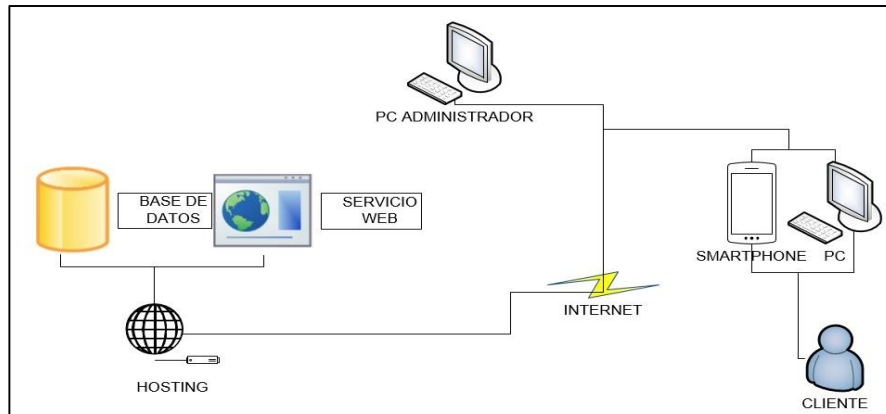 PC ADMINISTRADOR
BASE DE
DATOS
SERVICIO
WEB
SMARTPHONE
PC
INTERNET
HOSTING
CLIENTE